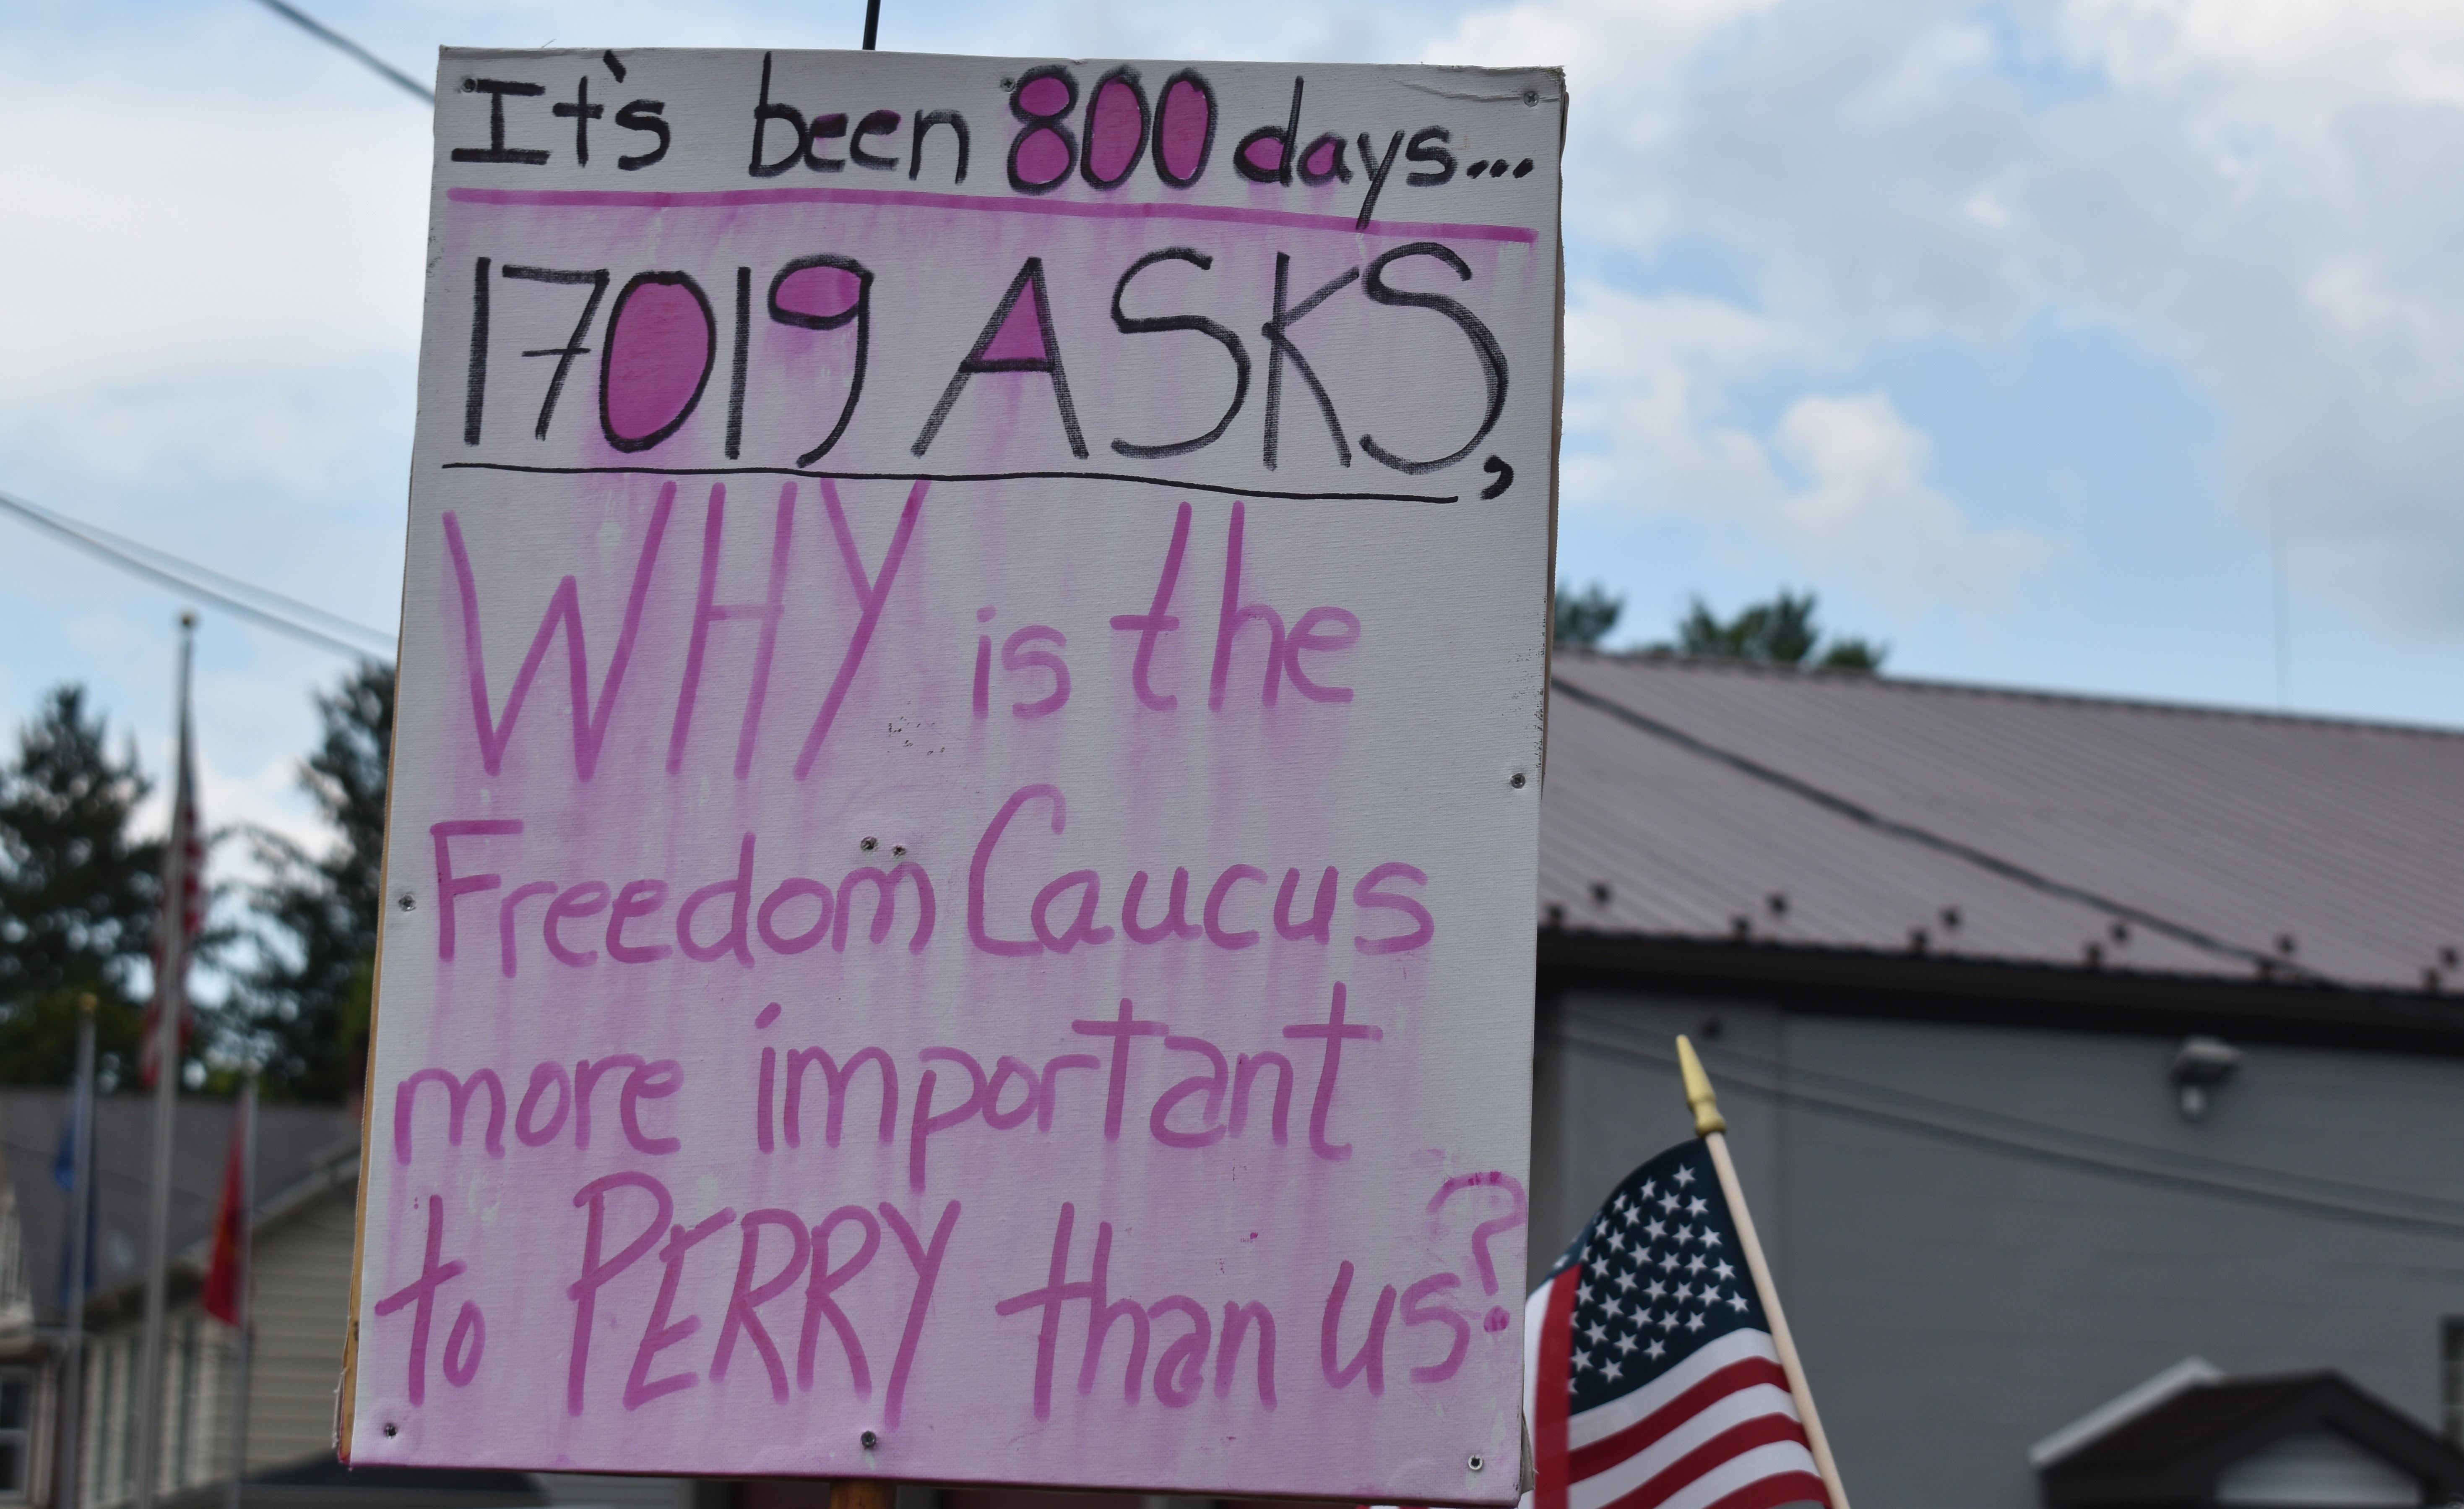 It's been 800 days...
17019 ASKS,
WHY is the
Freedom Caucus
more important
to PERRY than us?